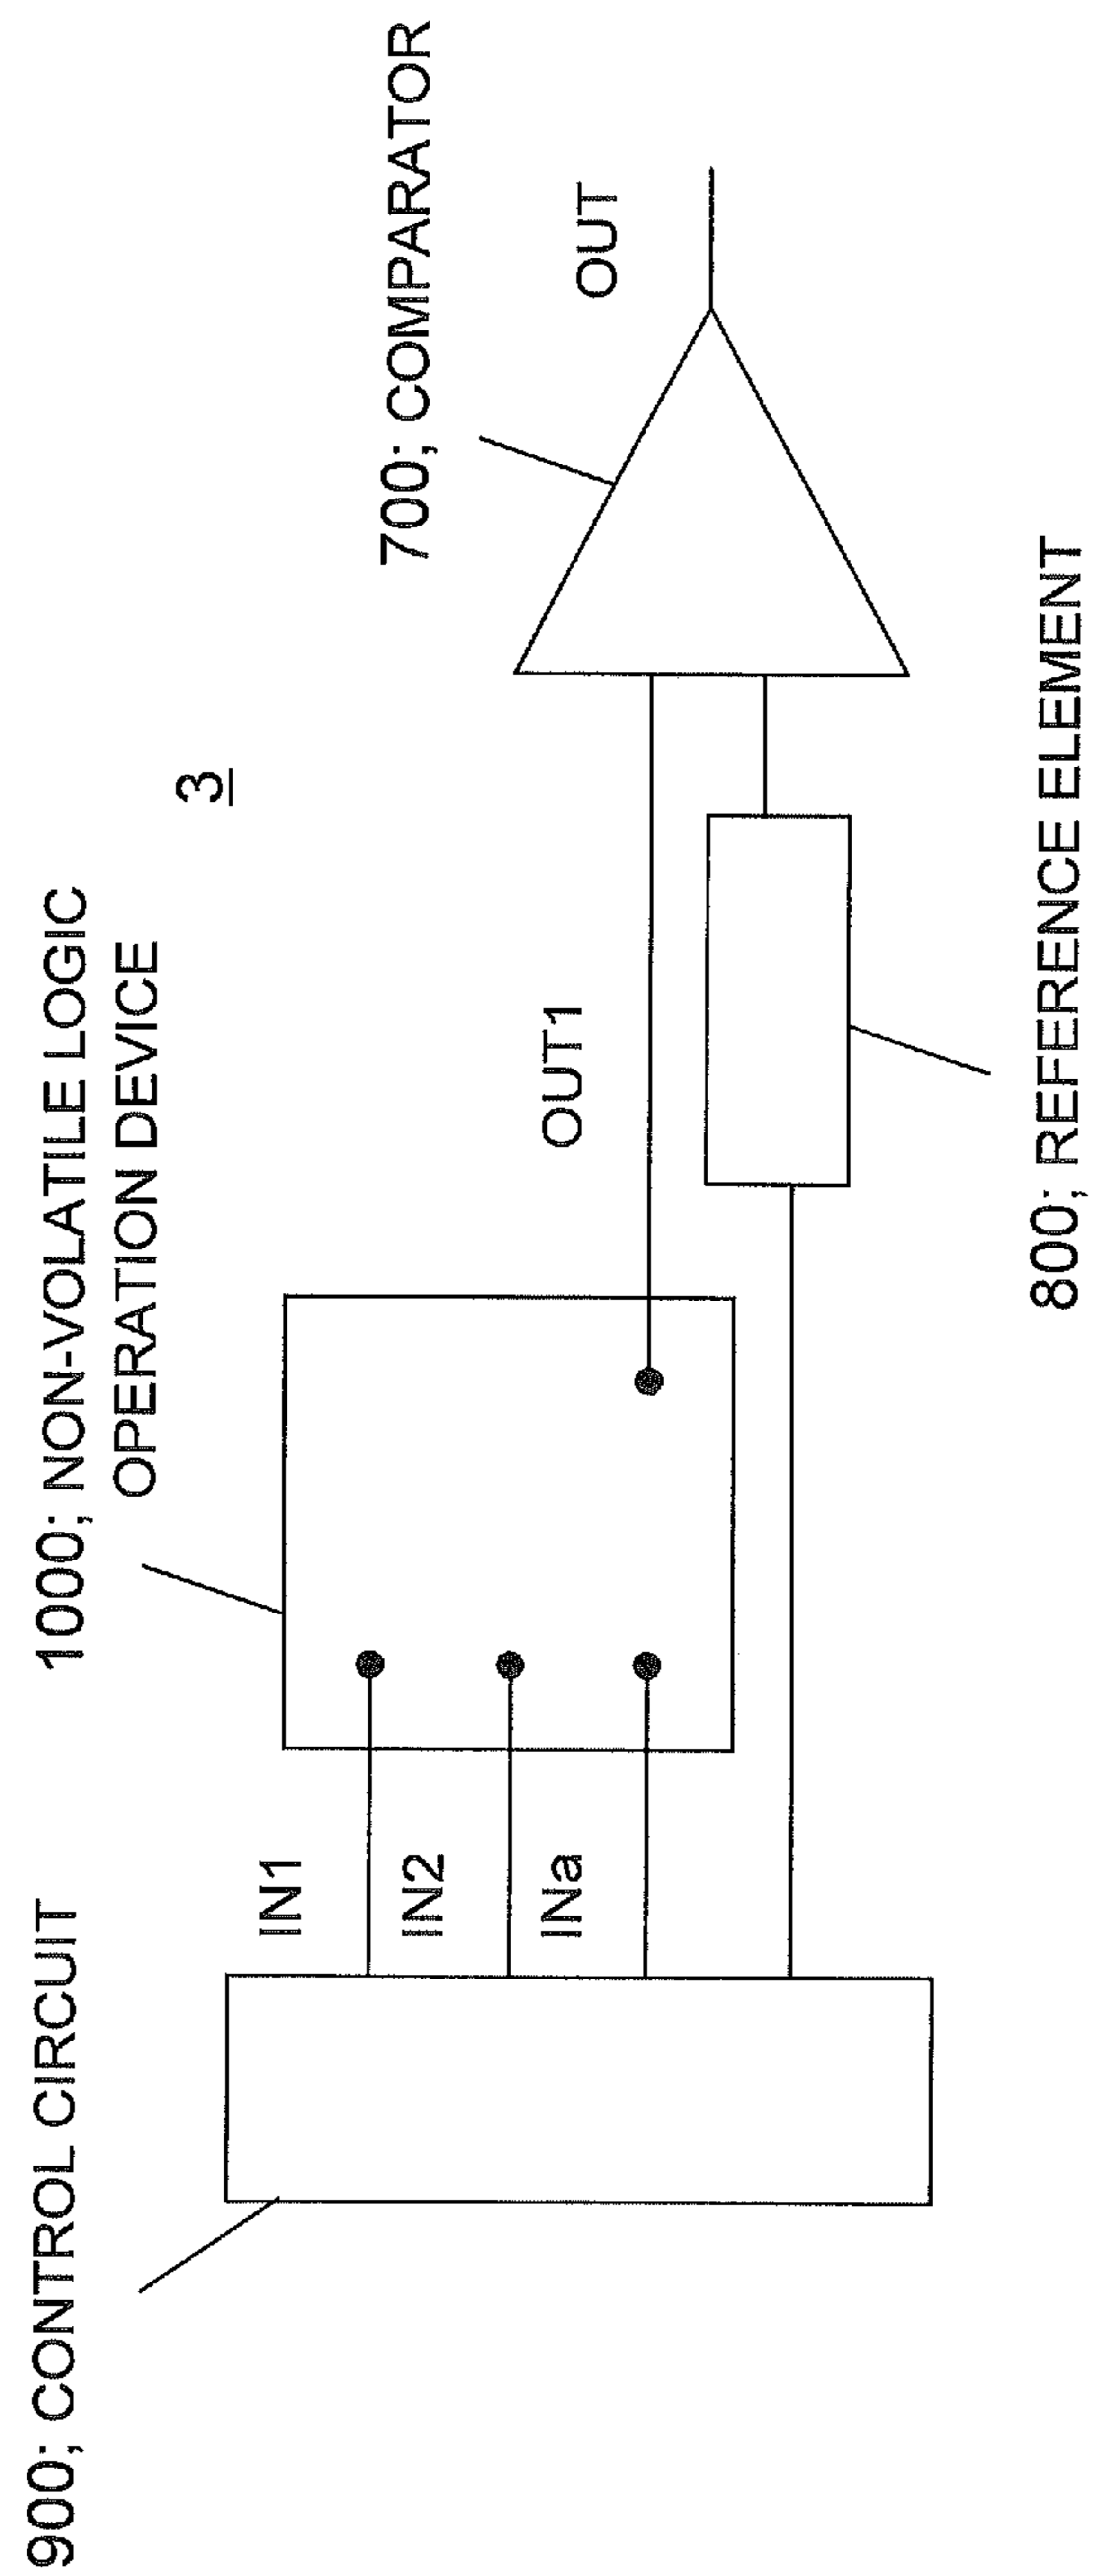 1000; NON-VOLATILE LOGIC
OPERATION DEVICE
900; CONTROL CIRCUIT
3
700; COMPARATOR
IN1
IN2
INa
OUT1
OUT
800; REFERENCE ELEMENT